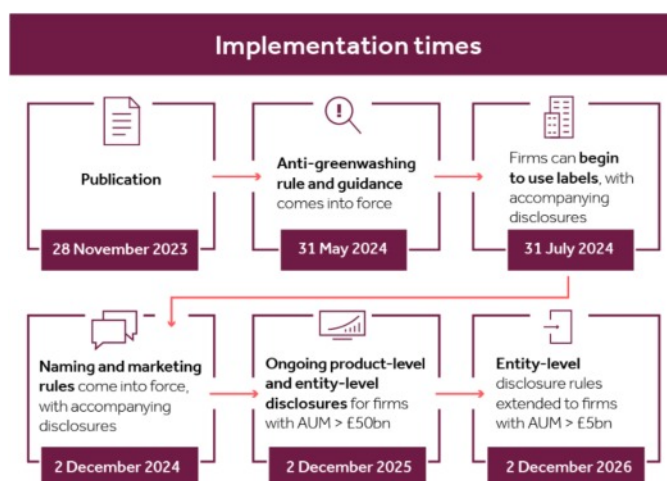 Implementation times
Publication
28 November 2023
Anti-greenwashing
rule and guidance
comes into force
31 May 2024
Firms can begin
to use labels, with
accompanying
disclosures
31 July 2024
Naming and marketing
rules come into force,
with accompanying
disclosures
2 December 2024
Ongoing product-level
and entity-level
disclosures for firms
with AUM > £50bn
2 December 2025
Entity-level
disclosure rules
extended to firms
with AUM > £5bn
2 December 2026